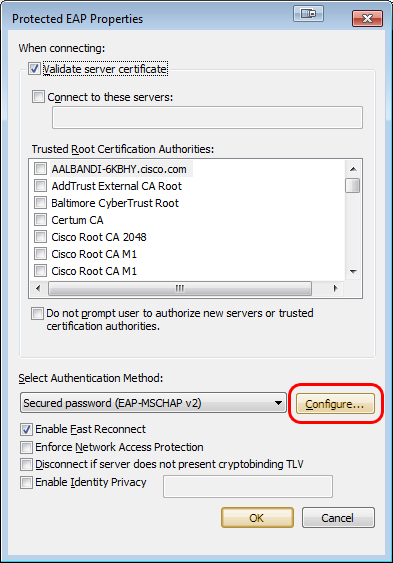 Protected EAP Properties
When connecting:
Validate server certificate
Connect to these servers:
Trusted Root Certification Authorities:
AALBANDI-6KBHY.cisco.com
AddTrust External CA Root
Baltimore CyberTrust Root
Certum CA
Cisco Root CA 2048
Cisco Root CA M1
Cisco Root CA M1
Do not prompt user to authorize new servers or trusted
certification authorities.
Select Authentication Method:
Secured password (EAP-MSCHAP v2)
Configure...
Enable Fast Reconnect
Enforce Network Access Protection
Disconnect if server does not present cryptobinding TLV
Enable Identity Privacy
OK
Cancel